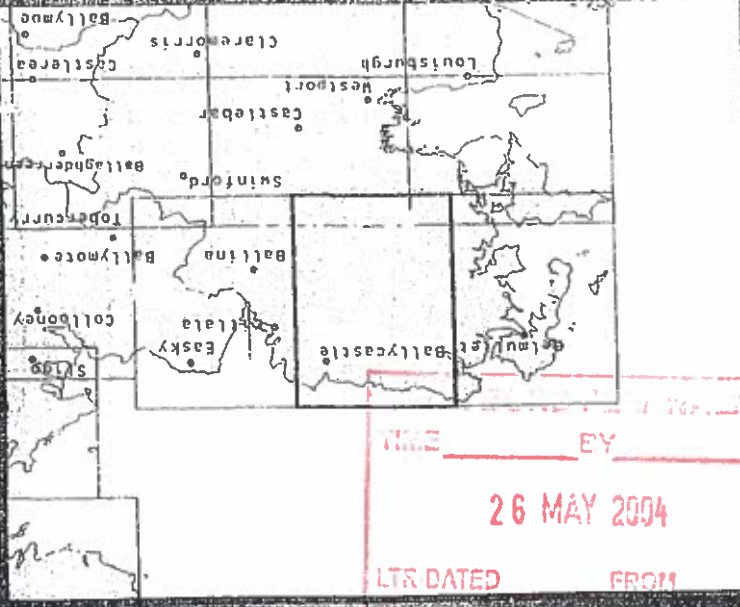 Ballymoe
Castlerea
Claremorris
Louisburgh
Westport
Castlebar
Ballaghderreen
Swinford
Tobercurry
Ballymote
Ballina
Collooney
Killala
Easky
Sligo
Ballycastle
Belmullet
TIME BY
26 MAY 2004
LTR DATED FROM